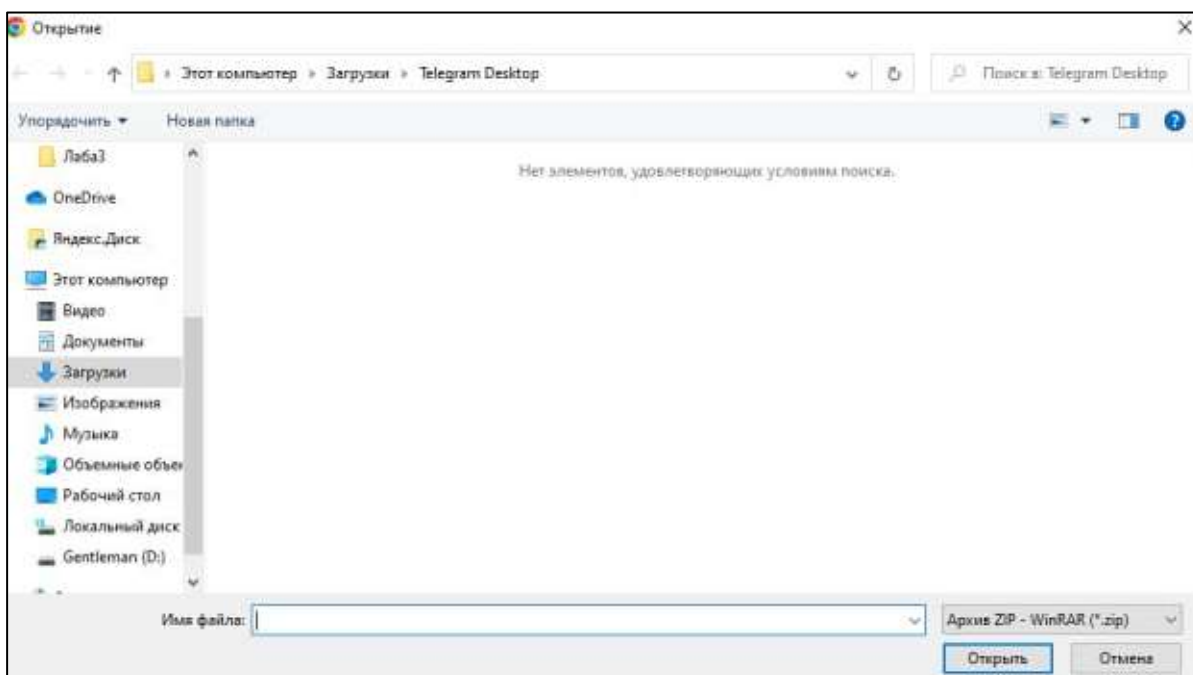 Открытие
Этот компьютер › Загрузки › Telegram Desktop
Поиск в: Telegram Desktop
Упорядочить
Новая папка
Лаба3
OneDrive
Яндекс.Диск
Этот компьютер
Видео
Документы
Загрузки
Изображения
Музыка
Объемные объек
Рабочий стол
Локальный диск
Gentleman (D:)
Нет элементов, удовлетворяющих условиям поиска.
Имя файла:
Архив ZIP - WinRAR (*.zip)
Открыть
Отмена